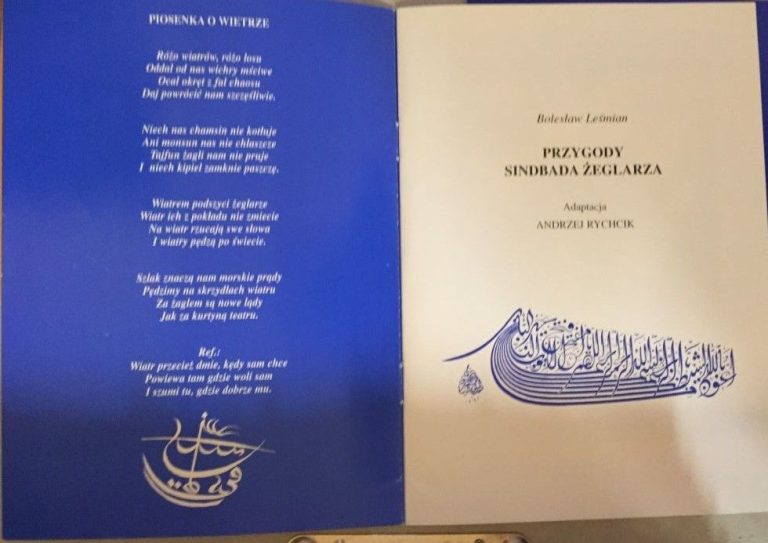 PIOSENKA O WIETRZE
Różo wiatrów, różo losu
Oddal od nas wichry mściwe
Ocal okręt z fal chaosu
Daj powrócić nam szczęśliwie.
Niech nas chamsin nie kotłuje
Ani monsun nas nie chlaszcze
Tajfun żagli nam nie pruje
I niech kipiel zamknie paszczę.
Wiatrem podszyci żeglarze
Wiatr ich z pokładu nie zmiecie
Na wiatr rzucają swe słowa
I wiatry pędzą po świecie.
Szlak znaczą nam morskie prądy
Pędzimy na skrzydłach wiatru
Za żaglem są nowe lądy
Jak za kurtyną teatru.
Ref.:
Wiatr przecież dmie, kędy sam chce
Powiewa tam gdzie woli sam
I szumi tu, gdzie dobrze mu.
Bolesław Leśmian
PRZYGODY
SINDBADA ŻEGLARZA
Adaptacja
ANDRZEJ RYCHCIK